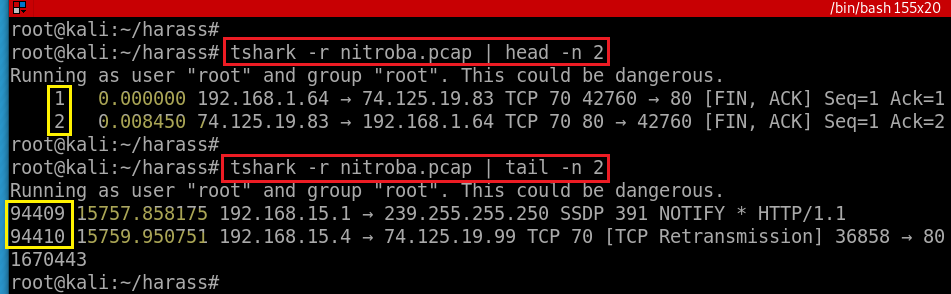 /bin/bash 155x20
root@kali:~/harass#
root@kali:~/harass# tshark -r nitroba.pcap | head -n 2
Running as user "root" and group "root". This could be dangerous.
1 0.000000 192.168.1.64 → 74.125.19.83 TCP 70 42760 → 80 [FIN, ACK] Seq=1 Ack=1
2 0.008450 74.125.19.83 → 192.168.1.64 TCP 70 80 → 42760 [FIN, ACK] Seq=1 Ack=2
root@kali:~/harass#
root@kali:~/harass# tshark -r nitroba.pcap | tail -n 2
Running as user "root" and group "root". This could be dangerous.
94409 15757.858175 192.168.15.1 → 239.255.255.250 SSDP 391 NOTIFY * HTTP/1.1
94410 15759.950751 192.168.15.4 → 74.125.19.99 TCP 70 [TCP Retransmission] 36858 → 80
1670443
root@kali:~/harass#